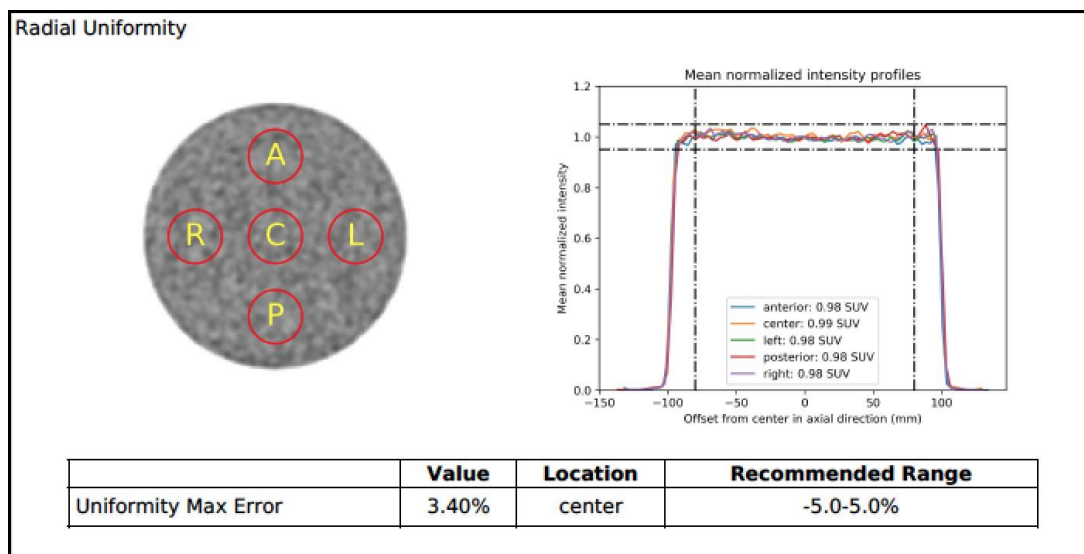 Radial Uniformity
A
R C L
P
Mean normalized intensity profiles
1.2
1.0
0.8
0.6
0.4
0.2
0.0
Mean normalized intensity
anterior: 0.98 SUV
center: 0.99 SUV
left: 0.98 SUV
posterior: 0.98 SUV
right: 0.98 SUV
−150 −100 −50 0 50 100
Offset from center in axial direction (mm)
Value Location Recommended Range
Uniformity Max Error 3.40% center -5.0-5.0%